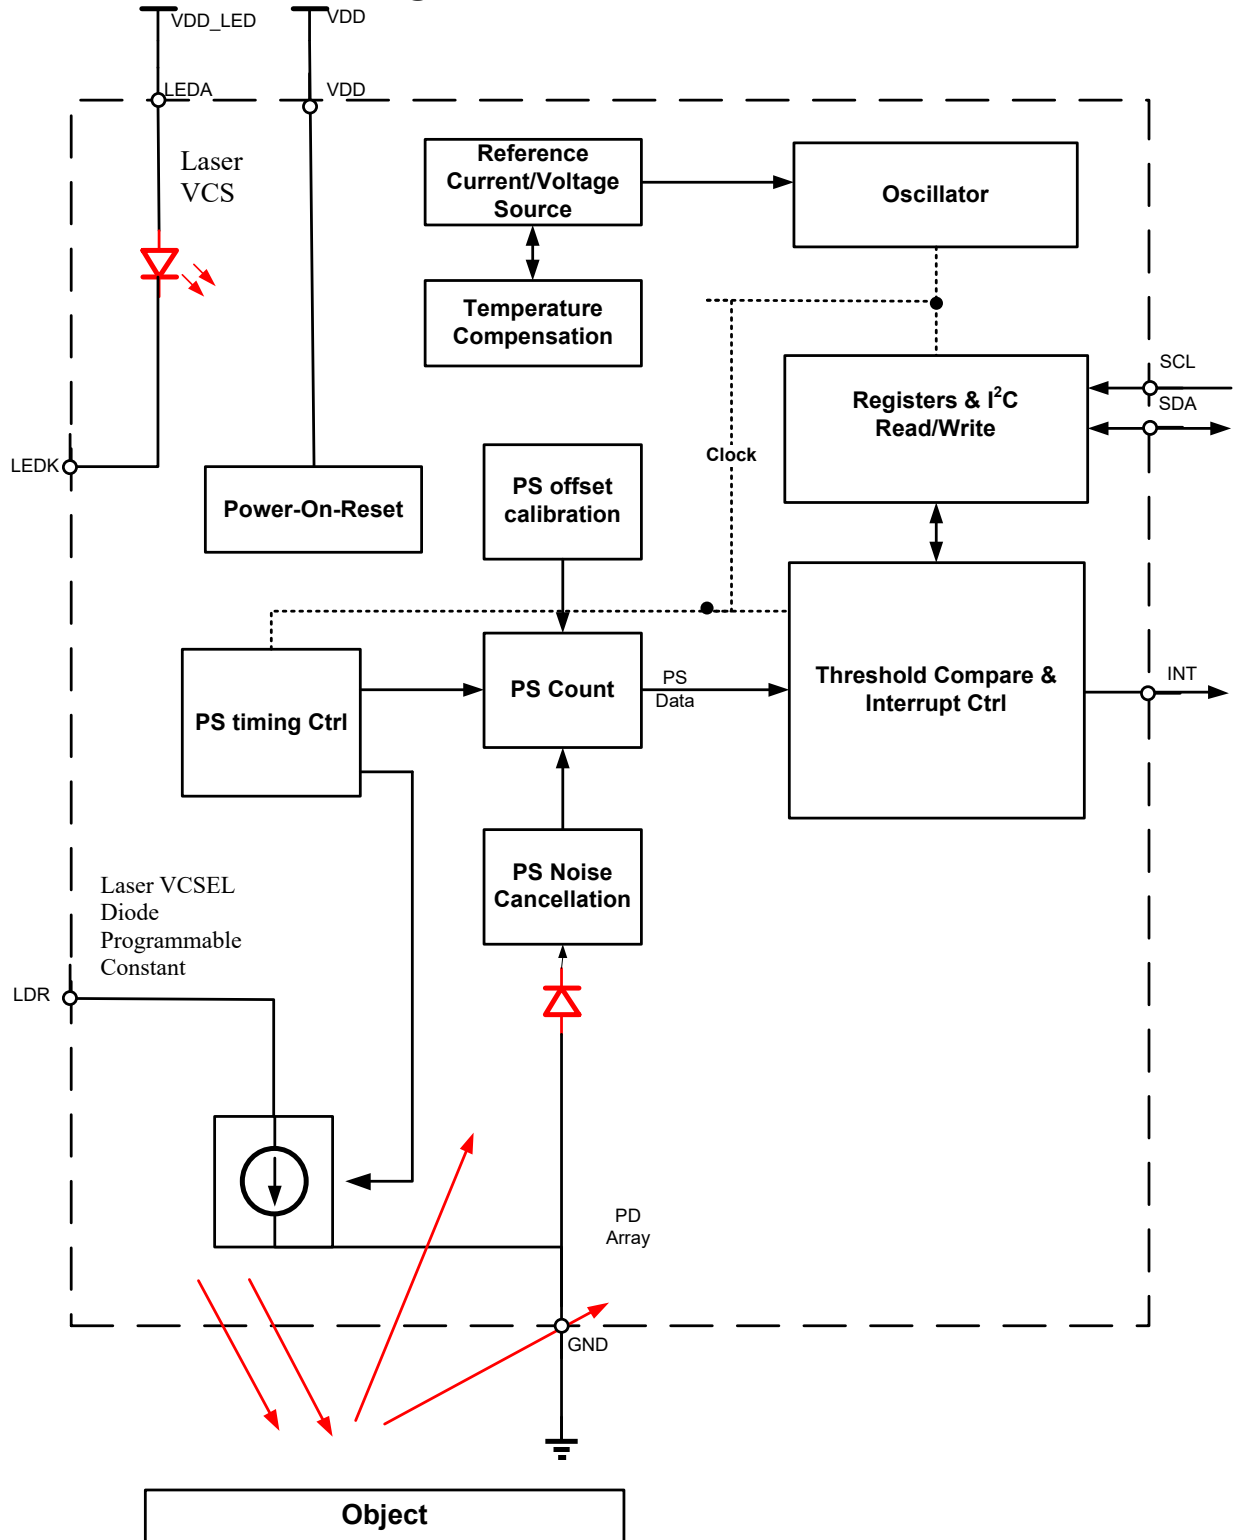 VDD_LED
VDD
LEDA
VDD
Laser
VCS
Reference
Current/Voltage
Source
Oscillator
Temperature
Compensation
SCL
Registers & I²C
Read/Write
SDA
Clock
LEDK
Power-On-Reset
PS offset
calibration
PS timing Ctrl
PS Count
PS
Data
Threshold Compare &
Interrupt Ctrl
INT
PS Noise
Cancellation
Laser VCSEL
Diode
Programmable
Constant
LDR
PD
Array
GND
Object